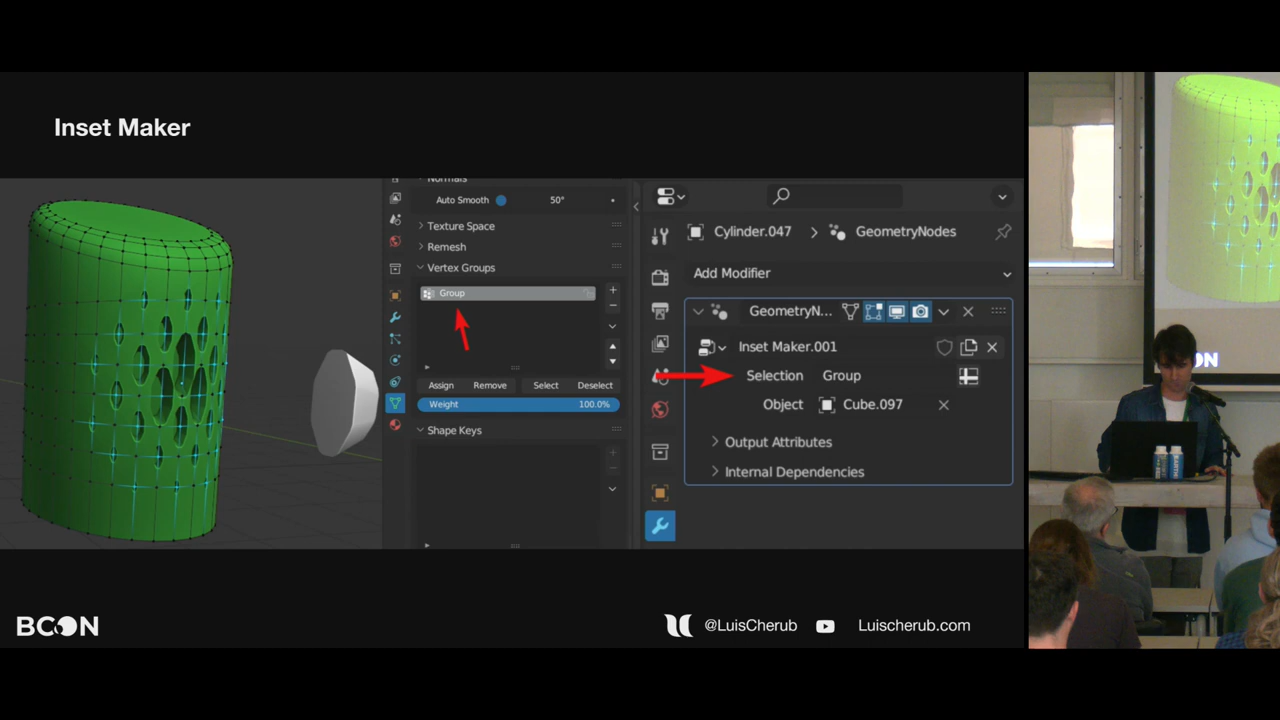 Inset Maker
Normals
Auto Smooth 50°
Texture Space
Remesh
Vertex Groups
Group
Assign Remove Select Deselect
Weight 100.0%
Shape Keys
Cylinder.047 > GeometryNodes
Add Modifier
GeometryN...
Inset Maker.001
Selection Group
Object Cube.097
Output Attributes
Internal Dependencies
BCON
@LuisCherub
Luischerub.com
ON